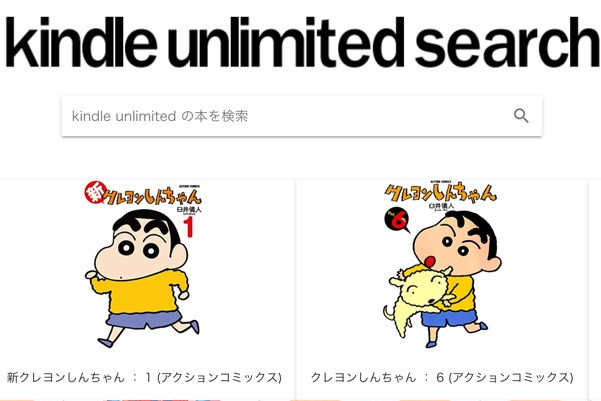 kindle unlimited search
kindle unlimited の本を検索
ACTION COMICS
新クレヨンしんちゃん
臼井儀人
1
ACTION COMICS
クレヨンしんちゃん
臼井儀人
6
新クレヨンしんちゃん ： 1 (アクションコミックス)
クレヨンしんちゃん ： 6 (アクションコミックス)